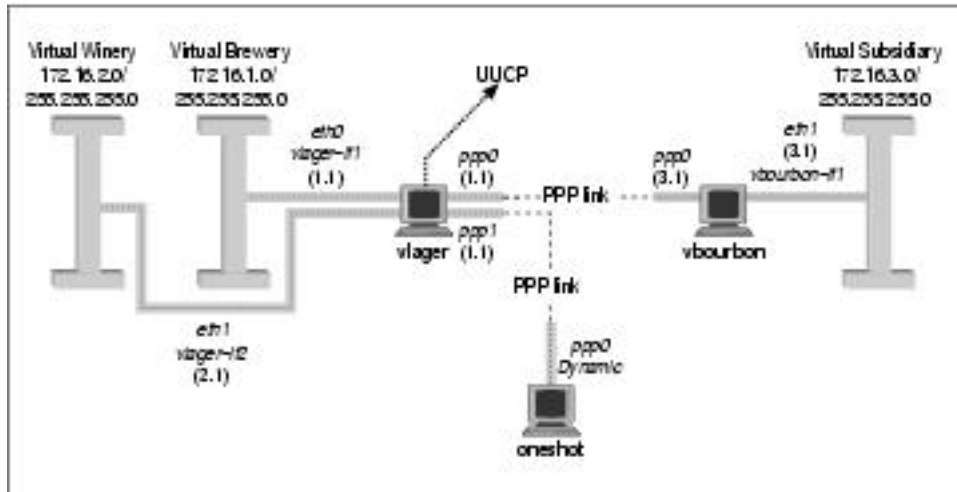 Virtual Winery
172.16.2.0/
255.255.255.0
Virtual Brewery
172.16.1.0/
255.255.255.0
Virtual Subsidiary
172.16.3.0/
255.255.255.0
UUCP
eth0
vlager-if1
(1.1)
ppp0
(1.1)
ppp0
(3.1)
eth1
(3.1)
vbourbon-if1
PPP link
vlager
ppp1
(1.1)
vbourbon
PPP link
eth1
vlager-if2
(2.1)
ppp0
Dynamic
oneshot